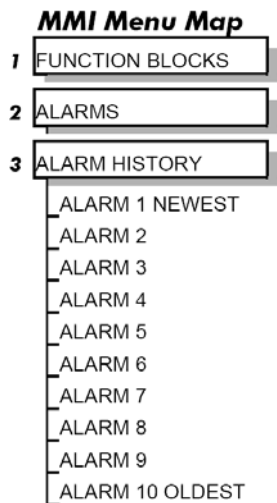 MMI Menu Map
1 FUNCTION BLOCKS
2 ALARMS
3 ALARM HISTORY
ALARM 1 NEWEST
ALARM 2
ALARM 3
ALARM 4
ALARM 5
ALARM 6
ALARM 7
ALARM 8
ALARM 9
ALARM 10 OLDEST